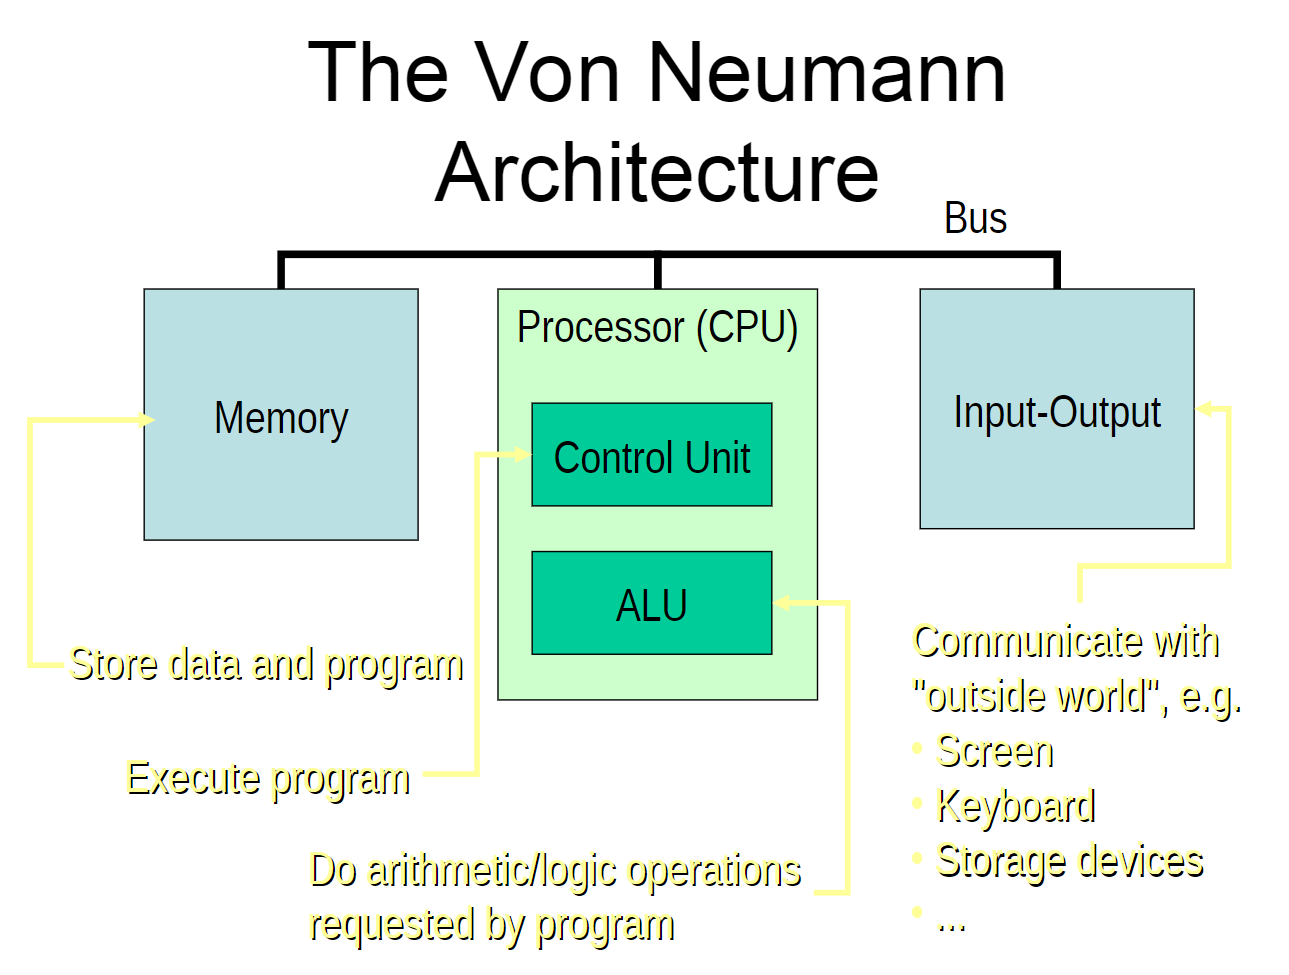 The Von Neumann
Architecture
Bus
Memory
Processor (CPU)
Control Unit
ALU
Input-Output
Store data and program
Execute program
Do arithmetic/logic operations
requested by program
Communicate with
"outside world", e.g.
• Screen
• Keyboard
• Storage devices
• ...